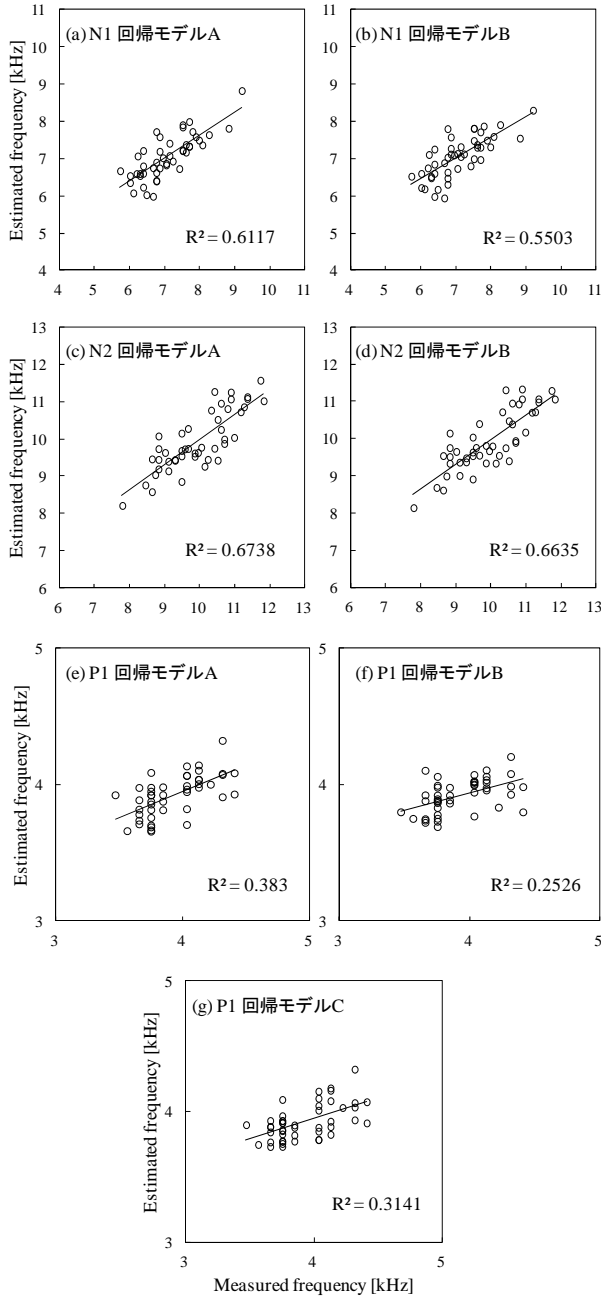 (a) N1 回帰モデルA
(b) N1 回帰モデルB
Estimated frequency [kHz]
11
10
9
8
7
6
5
4
R² = 0.6117
4 5 6 7 8 9 10 11
11
10
9
8
7
6
5
4
R² = 0.5503
4 5 6 7 8 9 10 11
(c) N2 回帰モデルA
(d) N2 回帰モデルB
Estimated frequency [kHz]
13
12
11
10
9
8
7
6
R² = 0.6738
6 7 8 9 10 11 12 13
13
12
11
10
9
8
7
6
R² = 0.6635
6 7 8 9 10 11 12 13
(e) P1 回帰モデルA
(f) P1 回帰モデルB
Estimated frequency [kHz]
5
4
3
R² = 0.383
3 4 5
5
4
3
R² = 0.2526
3 4 5
(g) P1 回帰モデルC
Estimated frequency [kHz]
5
4
3
R² = 0.3141
3 4 5
Measured frequency [kHz]